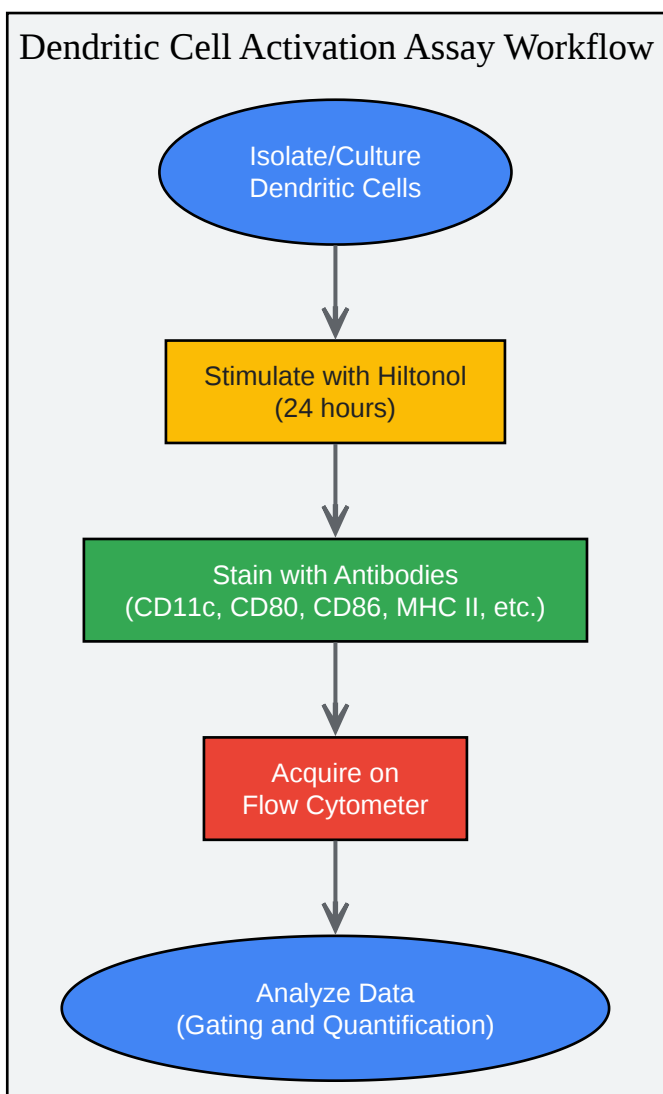 Dendritic Cell Activation Assay Workflow
Isolate/Culture
Dendritic Cells
Stimulate with Hiltonol
(24 hours)
Stain with Antibodies
(CD11c, CD80, CD86, MHC II, etc.)
Acquire on
Flow Cytometer
Analyze Data
(Gating and Quantification)